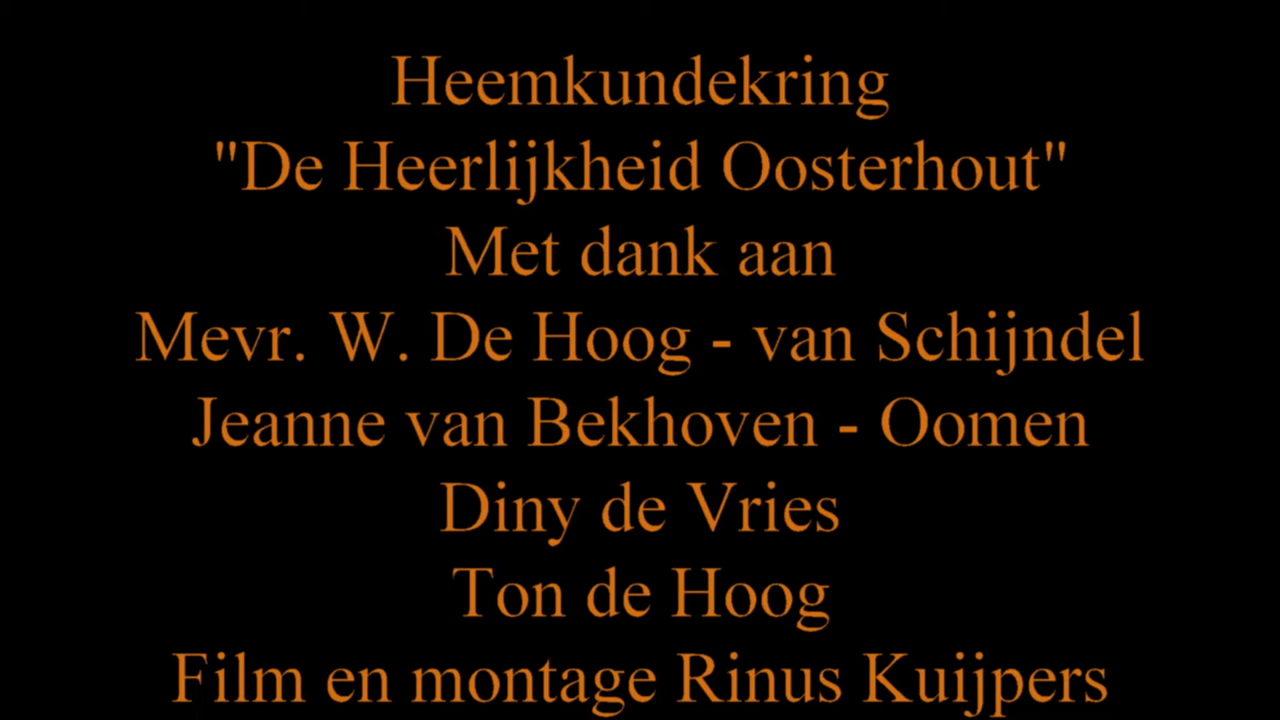 Heemkundekring
"De Heerlijkheid Oosterhout"
Met dank aan
Mevr. W. De Hoog - van Schijndel
Jeanne van Bekhoven - Oomen
Diny de Vries
Ton de Hoog
Film en montage Rinus Kuijpers